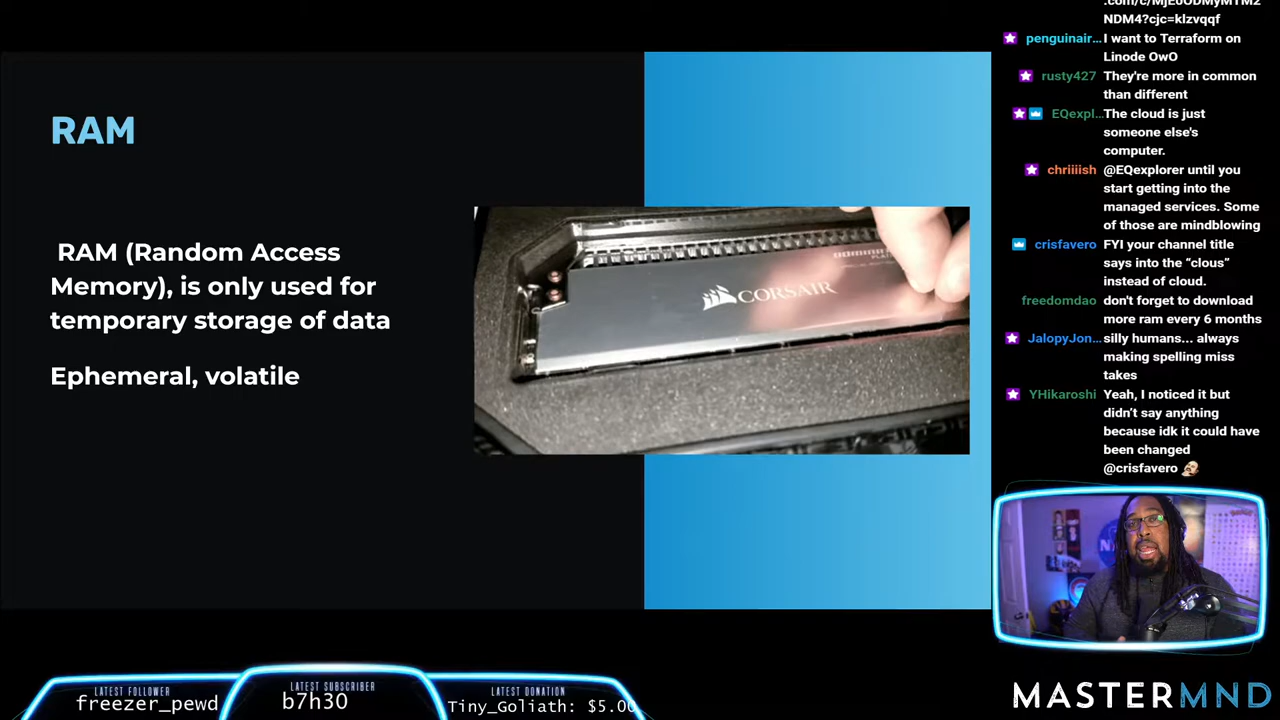 RAM
RAM (Random Access
Memory), is only used for
temporary storage of data
Ephemeral, volatile
CORSAIR
NDM4?cjc=klzvqqf
penguinair... I want to Terraform on
Linode OwO
rusty427 They're more in common
than different
EQexpl... The cloud is just
someone else's
computer.
chriiiish @EQexplorer until you
start getting into the
managed services. Some
of those are mindblowing
crisfavero FYI your channel title
says into the “clous”
instead of cloud.
freedomdao don't forget to download
more ram every 6 months
JalopyJon... silly humans... always
making spelling miss
takes
YHikaroshi Yeah, I noticed it but
didn’t say anything
because idk it could have
been changed
@crisfavero
LATEST FOLLOWER
freezer_pewd
LATEST SUBSCRIBER
b7h30
LATEST DONATION
Tiny_Goliath: $5.00
MASTERMND